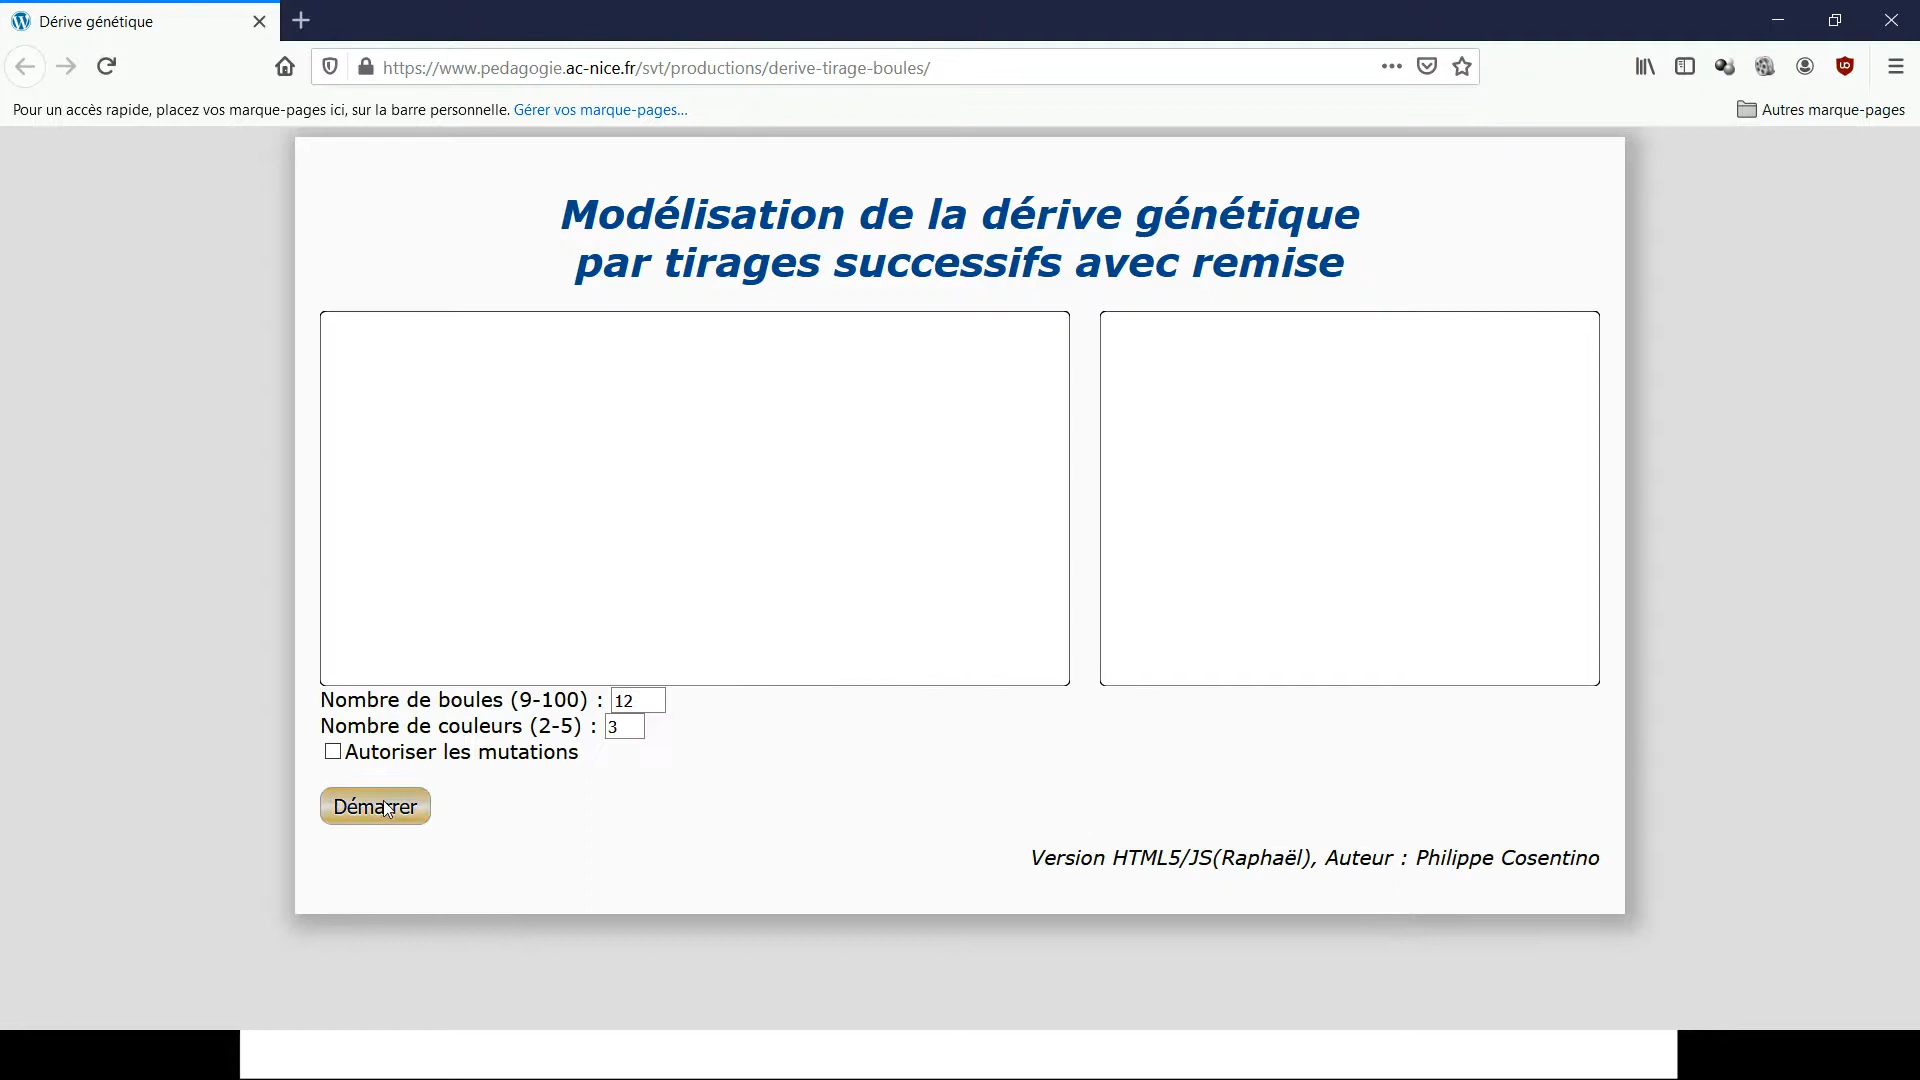 Dérive génétique
https://www.pedagogie.ac-nice.fr/svt/productions/derive-tirage-boules/
Pour un accès rapide, placez vos marque-pages ici, sur la barre personnelle. Gérer vos marque-pages...
Autres marque-pages
Modélisation de la dérive génétique
par tirages successifs avec remise
Nombre de boules (9-100) : 12
Nombre de couleurs (2-5) : 3
Autoriser les mutations
Démarrer
Version HTML5/JS(Raphaël), Auteur : Philippe Cosentino